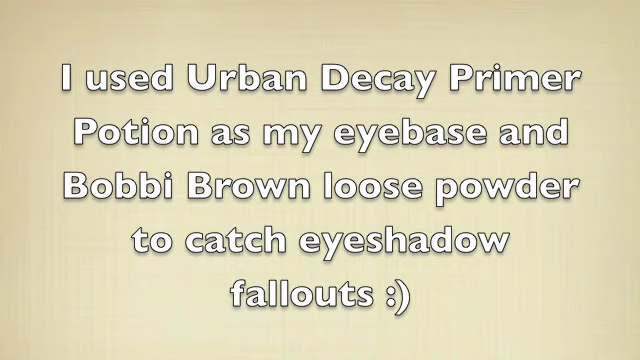 I used Urban Decay Primer
Potion as my eyebase and
Bobbi Brown loose powder
to catch eyeshadow
fallouts :)